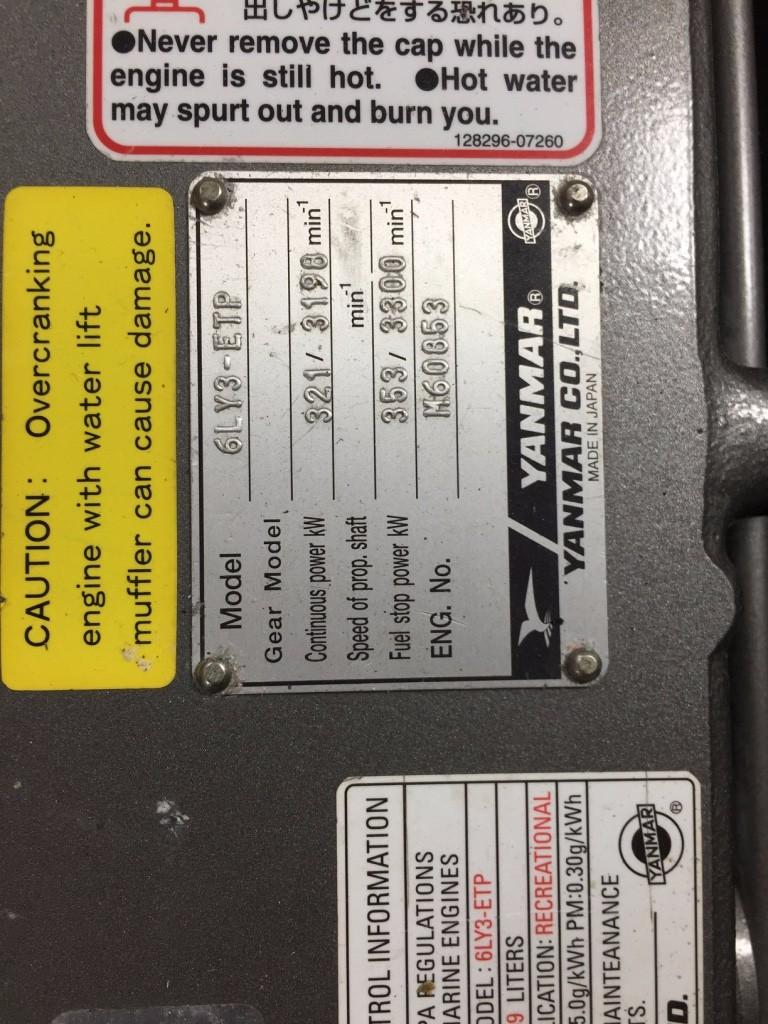 出しやけどをする恐れあり。
●Never remove the cap while the
engine is still hot. ●Hot water
may spurt out and burn you.
128296-07260
CAUTION: Overcranking
engine with water lift
muffler can cause damage.
Model 6LY3-ETP
Gear Model
Continuous power kW 321/ 3198 min-1
Speed of prop. shaft min-1
Fuel stop power kW 353/ 3300 min-1
ENG. No. M60853
YANMAR® YANMAR ®
YANMAR CO.,LTD.
MADE IN JAPAN
TROL INFORMATION
PA REGULATIONS
ARINE ENGINES
ODEL: 6LY3-ETP
9 LITERS
ICATION: RECREATIONAL
5.0g/kWh PM:0.30g/kWh
AINTEANANCE
TS.
D.
YANMAR ®